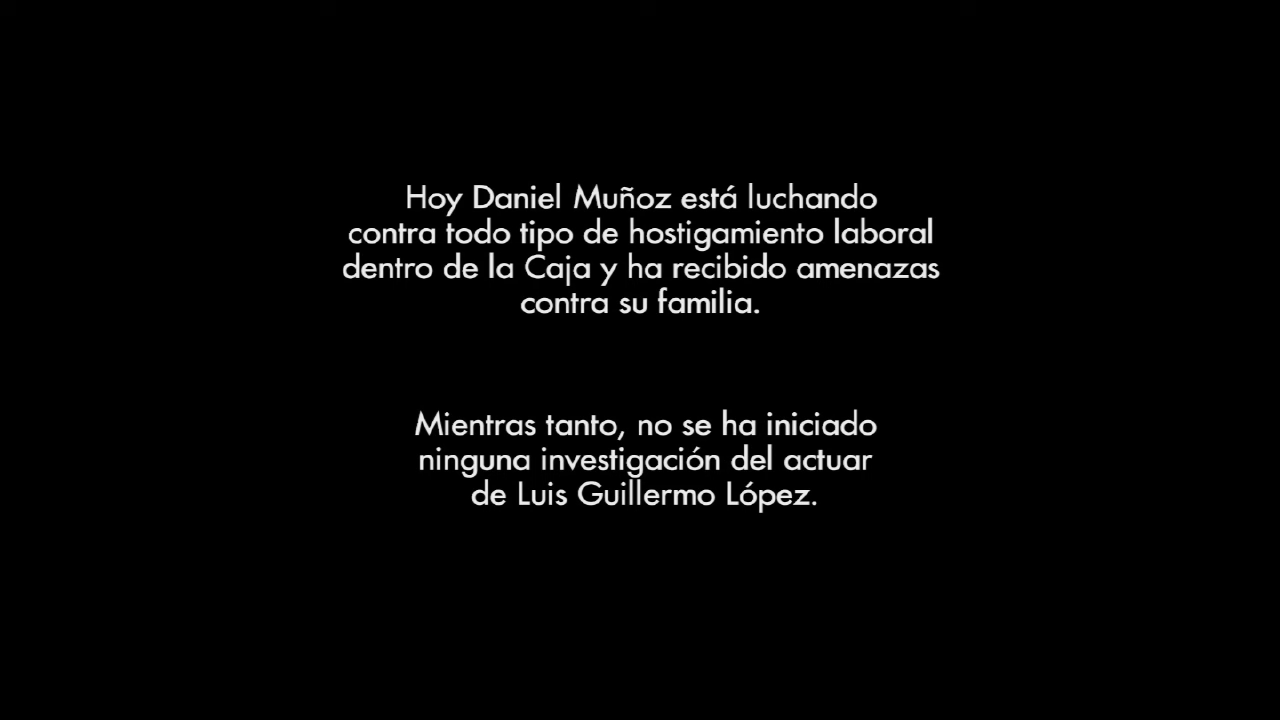 Hoy Daniel Muñoz está luchando
contra todo tipo de hostigamiento laboral
dentro de la Caja y ha recibido amenazas
contra su familia.
Mientras tanto, no se ha iniciado
ninguna investigación del actuar
de Luis Guillermo López.